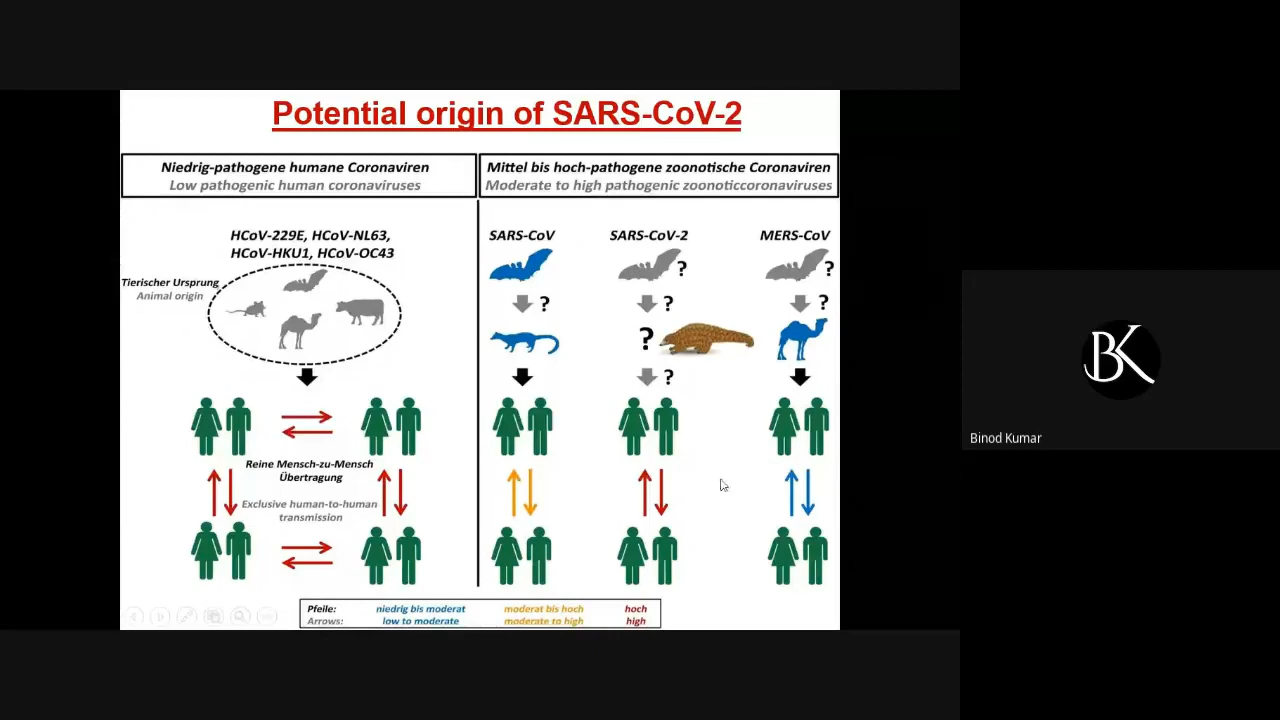 Potential origin of SARS-CoV-2
Niedrig-pathogene humane Coronaviren
Low pathogenic human coronaviruses
Mittel bis hoch-pathogene zoonotische Coronaviren
Moderate to high pathogenic zoonoticcoronaviruses
HCoV-229E, HCoV-NL63,
HCoV-HKU1, HCoV-OC43
Tierischer Ursprung
Animal origin
SARS-CoV
SARS-CoV-2
MERS-CoV
?
?
?
?
?
?
?
Reine Mensch-zu-Mensch
Übertragung
Exclusive human-to-human
transmission
Pfeile: niedrig bis moderat moderat bis hoch hoch
Arrows: low to moderate moderate to high high
BK
Binod Kumar